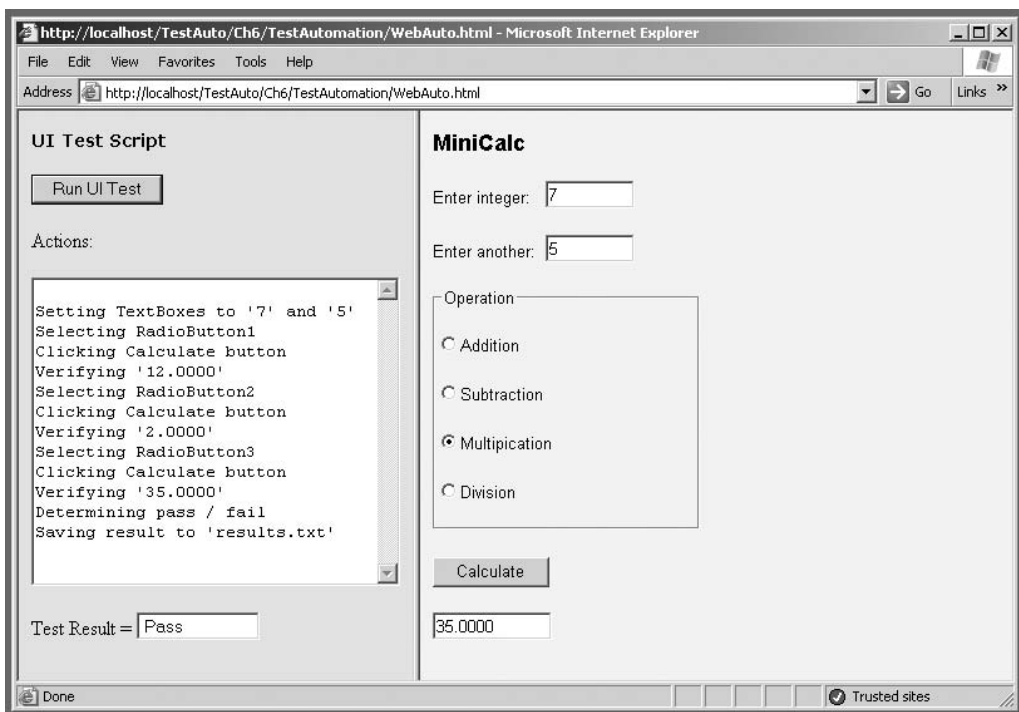 http://localhost/TestAuto/Ch6/TestAutomation/WebAuto.html - Microsoft Internet Explorer
File Edit View Favorites Tools Help
Address http://localhost/TestAuto/Ch6/TestAutomation/WebAuto.html Go Links »
UI Test Script
Run UI Test
Actions:
Setting TextBoxes to '7' and '5'
Selecting RadioButton1
Clicking Calculate button
Verifying '12.0000'
Selecting RadioButton2
Clicking Calculate button
Verifying '2.0000'
Selecting RadioButton3
Clicking Calculate button
Verifying '35.0000'
Determining pass / fail
Saving result to 'results.txt'
Test Result = Pass
MiniCalc
Enter integer: 7
Enter another: 5
Operation
Addition
Subtraction
Multipication
Division
Calculate
35.0000
Done
Trusted sites